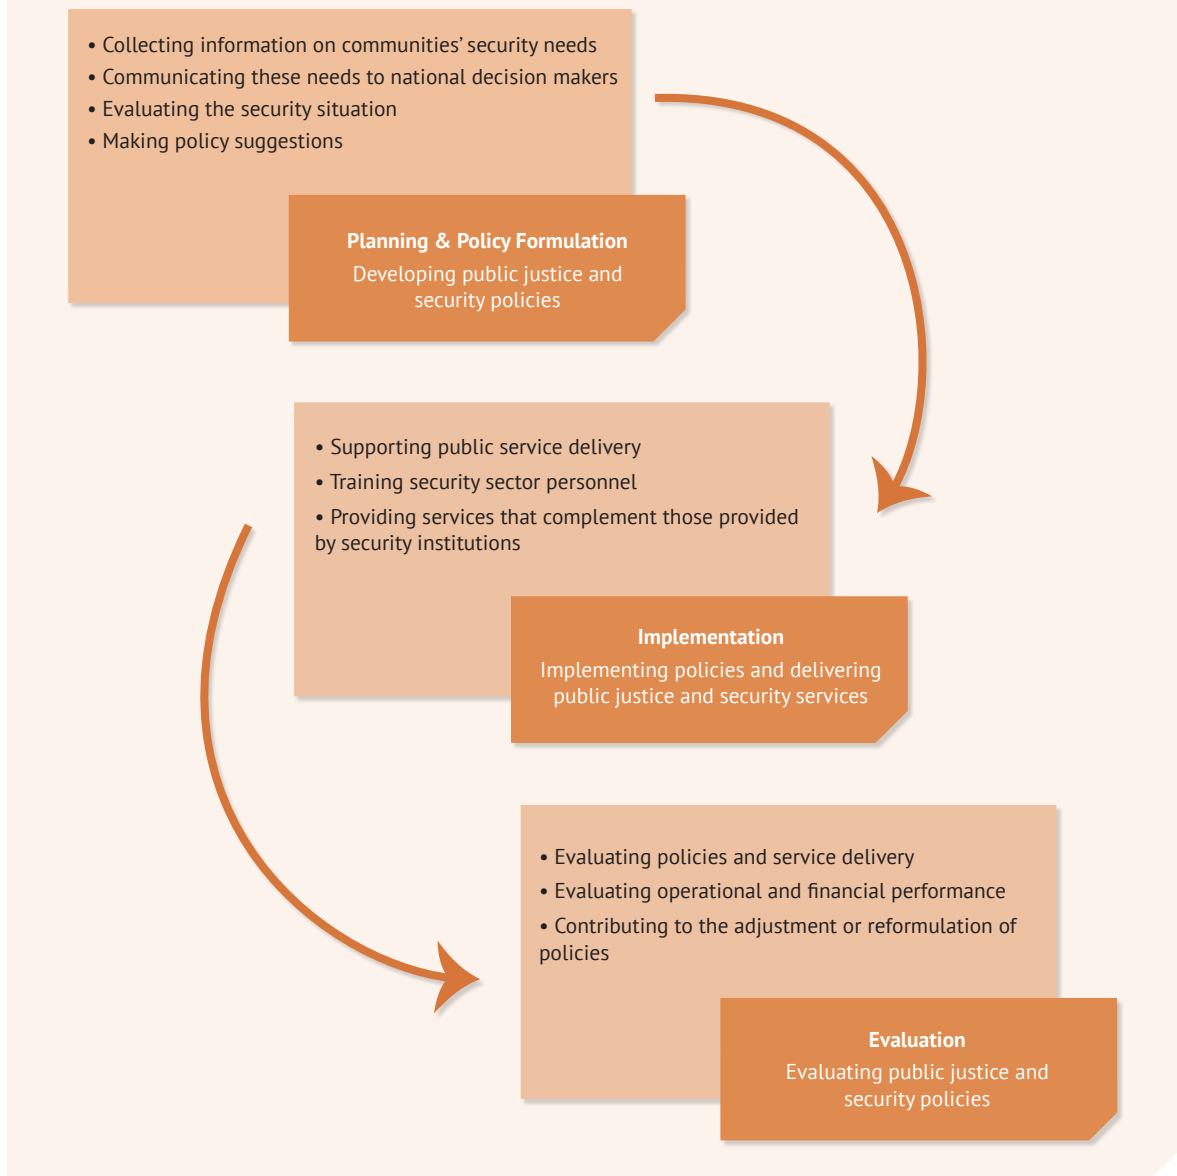 • Collecting information on communities’ security needs
• Communicating these needs to national decision makers
• Evaluating the security situation
• Making policy suggestions
Planning & Policy Formulation
Developing public justice and
security policies
• Supporting public service delivery
• Training security sector personnel
• Providing services that complement those provided
by security institutions
Implementation
Implementing policies and delivering
public justice and security services
• Evaluating policies and service delivery
• Evaluating operational and financial performance
• Contributing to the adjustment or reformulation of
policies
Evaluation
Evaluating public justice and
security policies